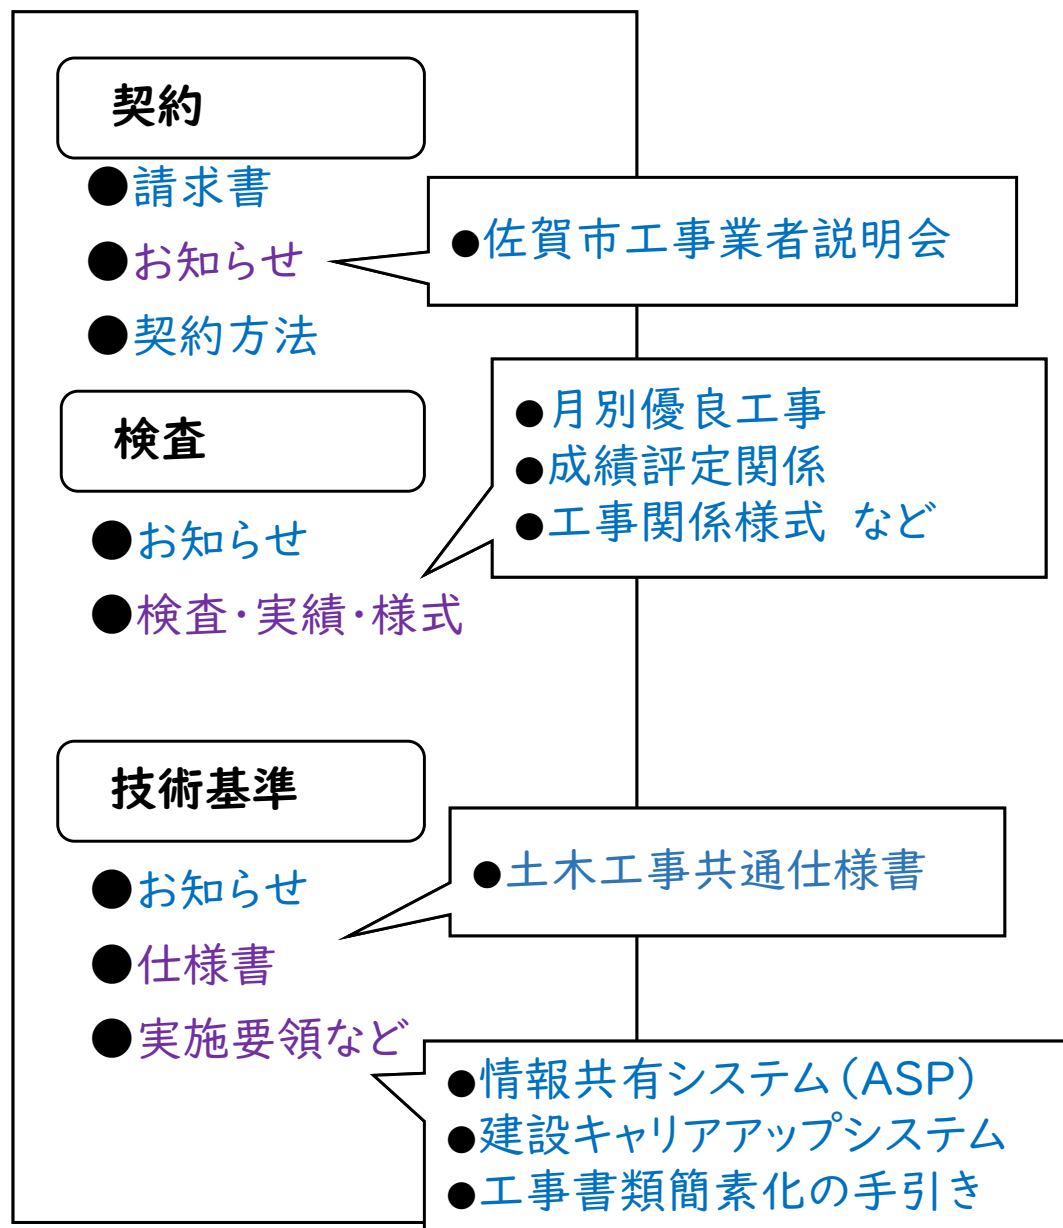 契約
●請求書
●お知らせ
●佐賀市工事業者説明会
●契約方法
検査
●お知らせ
●検査・実績・様式
●月別優良工事
●成績評定関係
●工事関係様式 など
技術基準
●お知らせ
●仕様書
●土木工事共通仕様書
●実施要領など
●情報共有システム(ASP)
●建設キャリアアップシステム
●工事書類簡素化の手引き